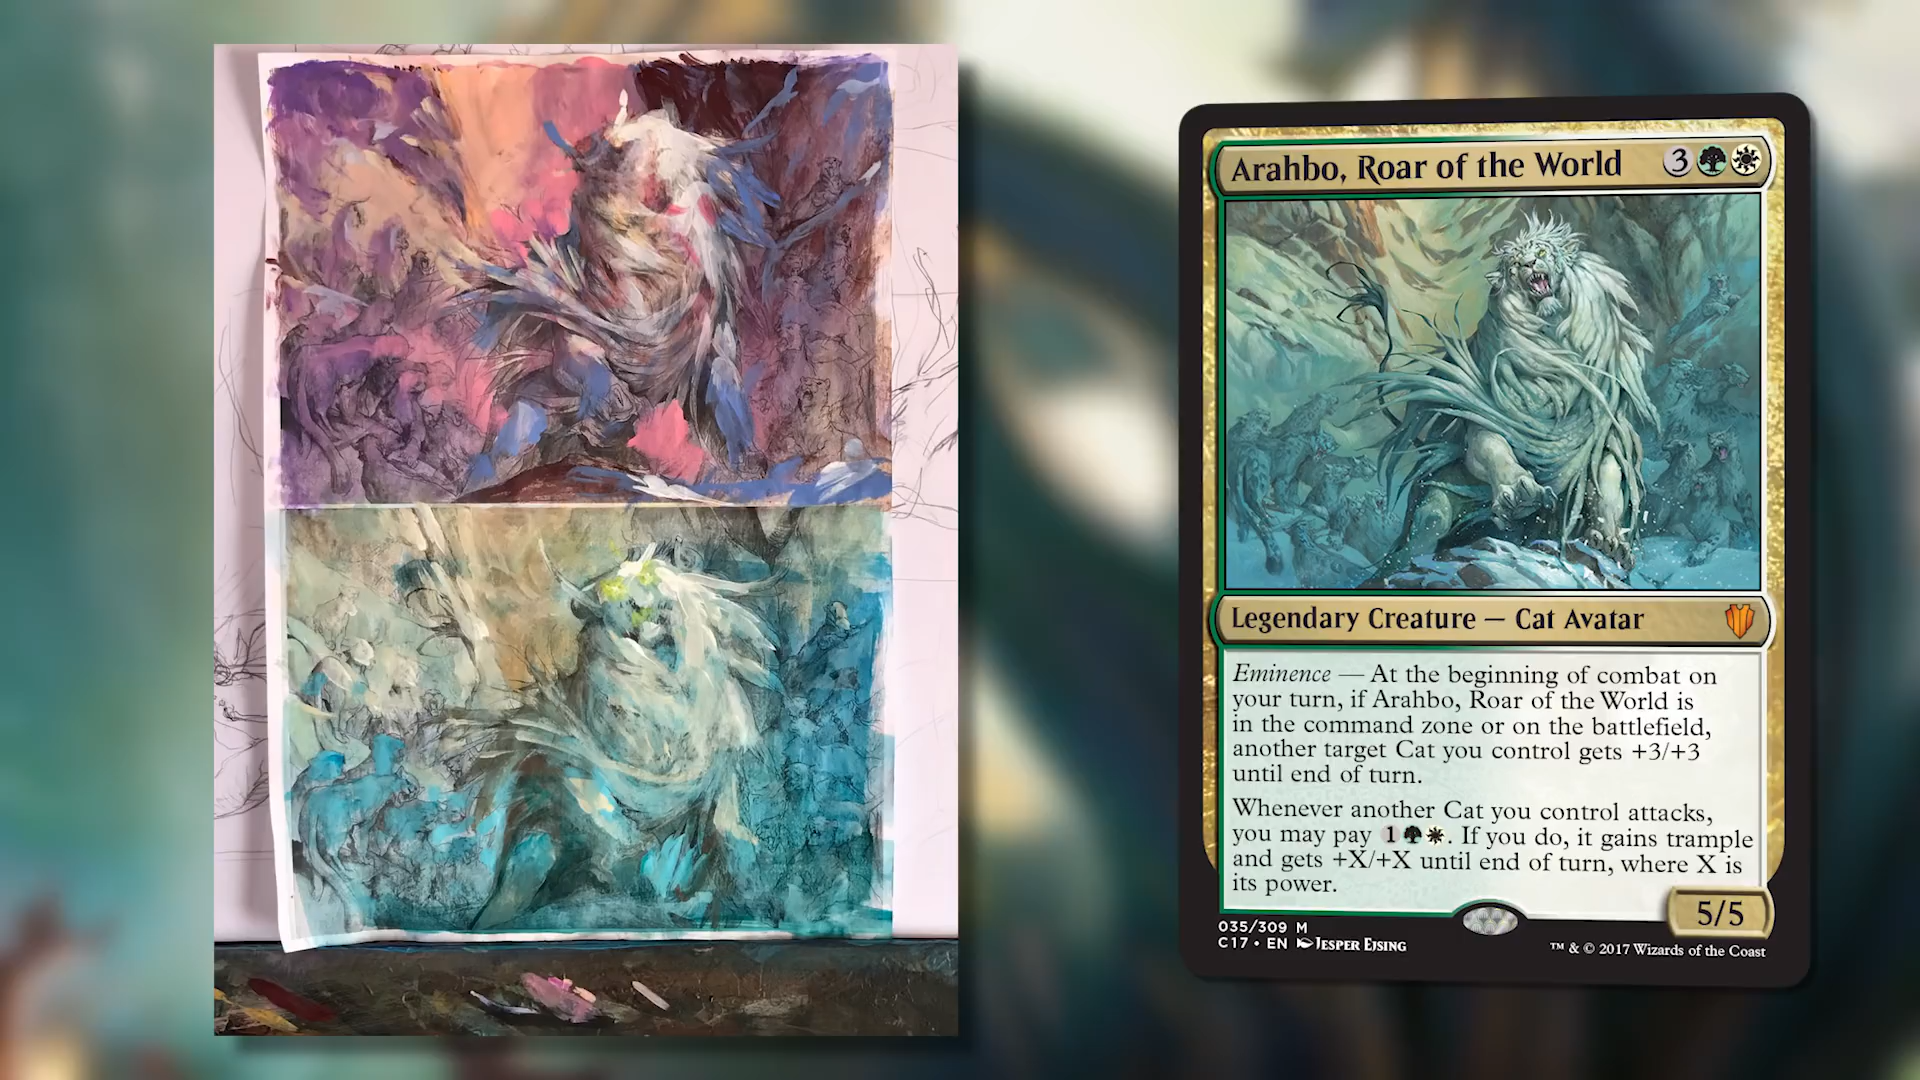 Arahbo, Roar of the World 3
Legendary Creature — Cat Avatar
Eminence — At the beginning of combat on
your turn, if Arahbo, Roar of the World is
in the command zone or on the battlefield,
another target Cat you control gets +3/+3
until end of turn.
Whenever another Cat you control attacks,
you may pay 1. If you do, it gains trample
and gets +X/+X until end of turn, where X is
its power.
5/5
035/309 M
C17 • EN Jesper Ejsing
™ & © 2017 Wizards of the Coast